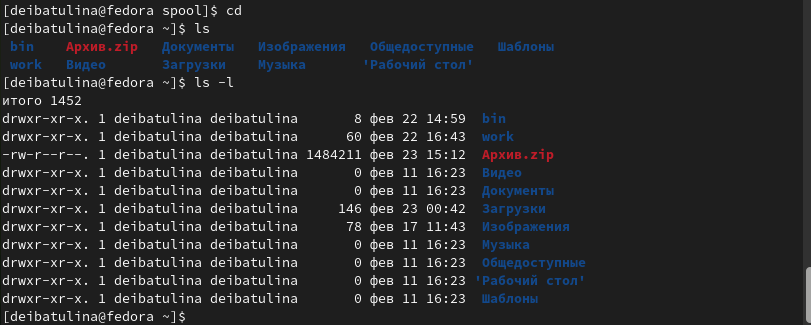 [deibatulina@fedora spool]$ cd
[deibatulina@fedora ~]$ ls
bin Архив.zip Документы Изображения Общедоступные Шаблоны
work Видео Загрузки Музыка 'Рабочий стол'
[deibatulina@fedora ~]$ ls -l
итого 1452
drwxr-xr-x. 1 deibatulina deibatulina 8 фев 22 14:59 bin
drwxr-xr-x. 1 deibatulina deibatulina 60 фев 22 16:43 work
-rw-r--r--. 1 deibatulina deibatulina 1484211 фев 23 15:12 Архив.zip
drwxr-xr-x. 1 deibatulina deibatulina 0 фев 11 16:23 Видео
drwxr-xr-x. 1 deibatulina deibatulina 0 фев 11 16:23 Документы
drwxr-xr-x. 1 deibatulina deibatulina 146 фев 23 00:42 Загрузки
drwxr-xr-x. 1 deibatulina deibatulina 78 фев 17 11:43 Изображения
drwxr-xr-x. 1 deibatulina deibatulina 0 фев 11 16:23 Музыка
drwxr-xr-x. 1 deibatulina deibatulina 0 фев 11 16:23 Общедоступные
drwxr-xr-x. 1 deibatulina deibatulina 0 фев 11 16:23 'Рабочий стол'
drwxr-xr-x. 1 deibatulina deibatulina 0 фев 11 16:23 Шаблоны
[deibatulina@fedora ~]$